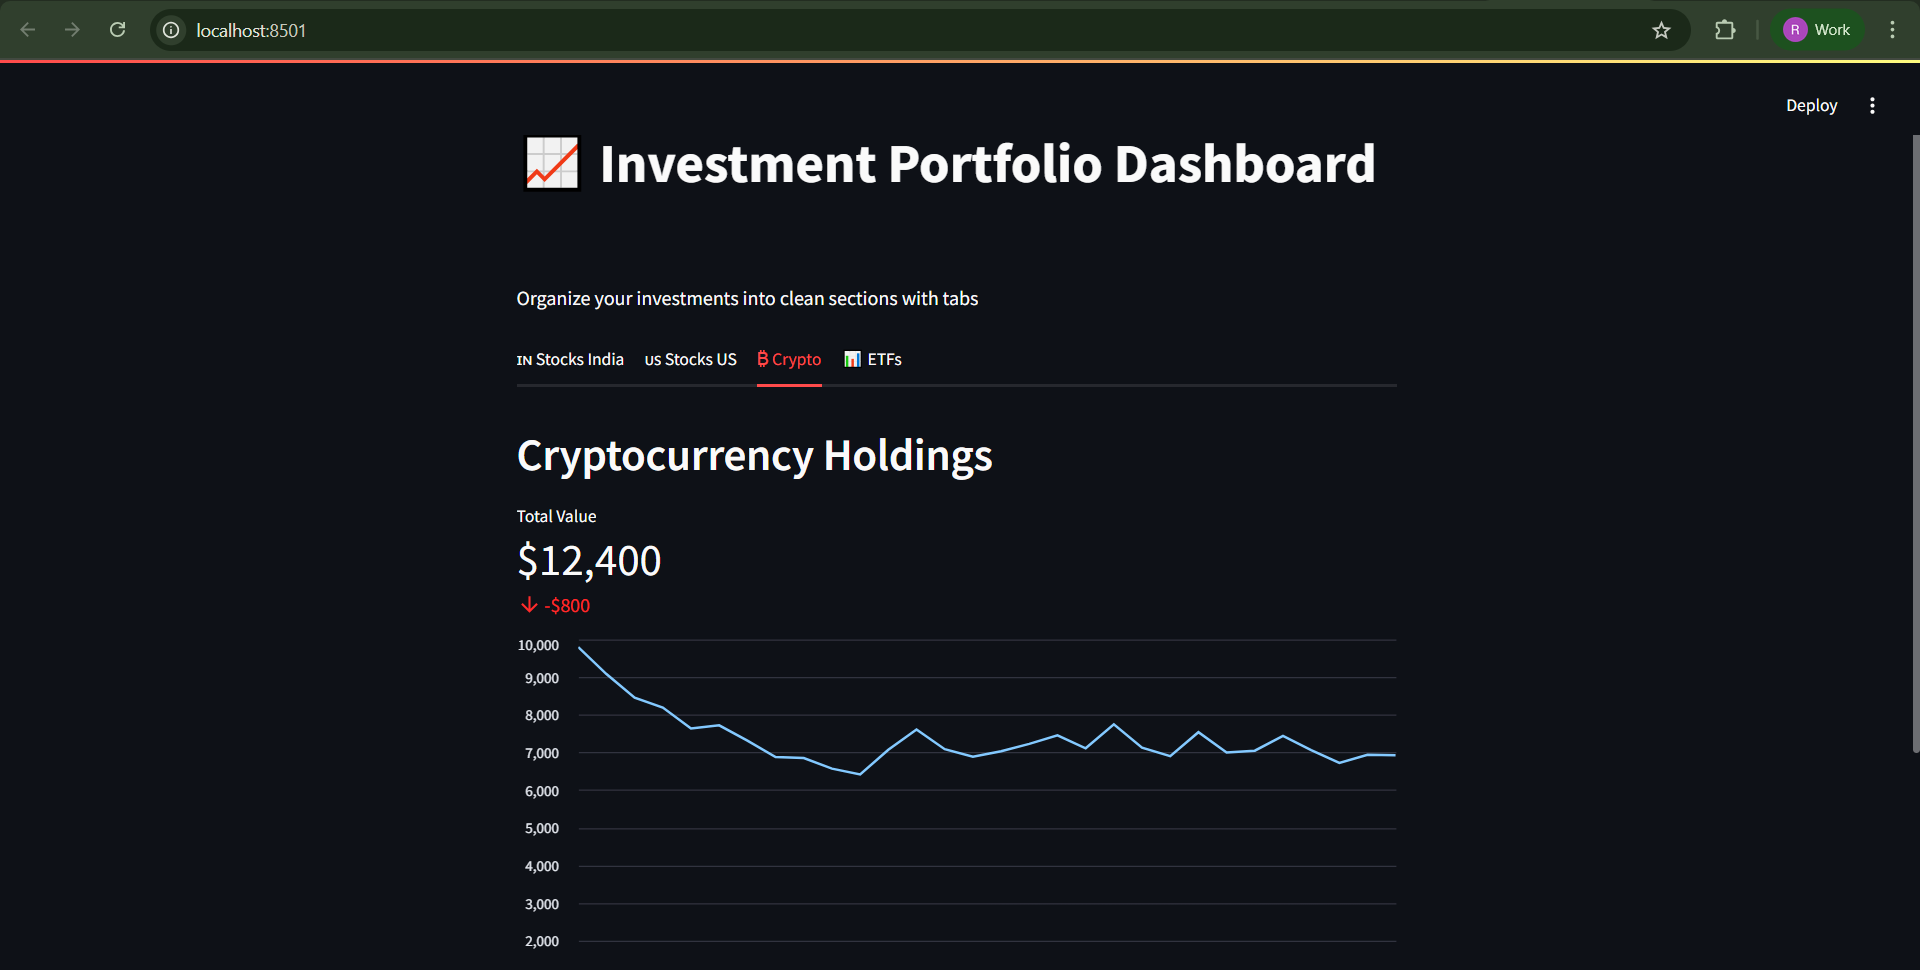 localhost:8501
R Work
Deploy
📈 Investment Portfolio Dashboard
Organize your investments into clean sections with tabs
IN Stocks India US Stocks US ₿ Crypto 📊 ETFs
Cryptocurrency Holdings
Total Value
$12,400
↓ -$800
10,000
9,000
8,000
7,000
6,000
5,000
4,000
3,000
2,000